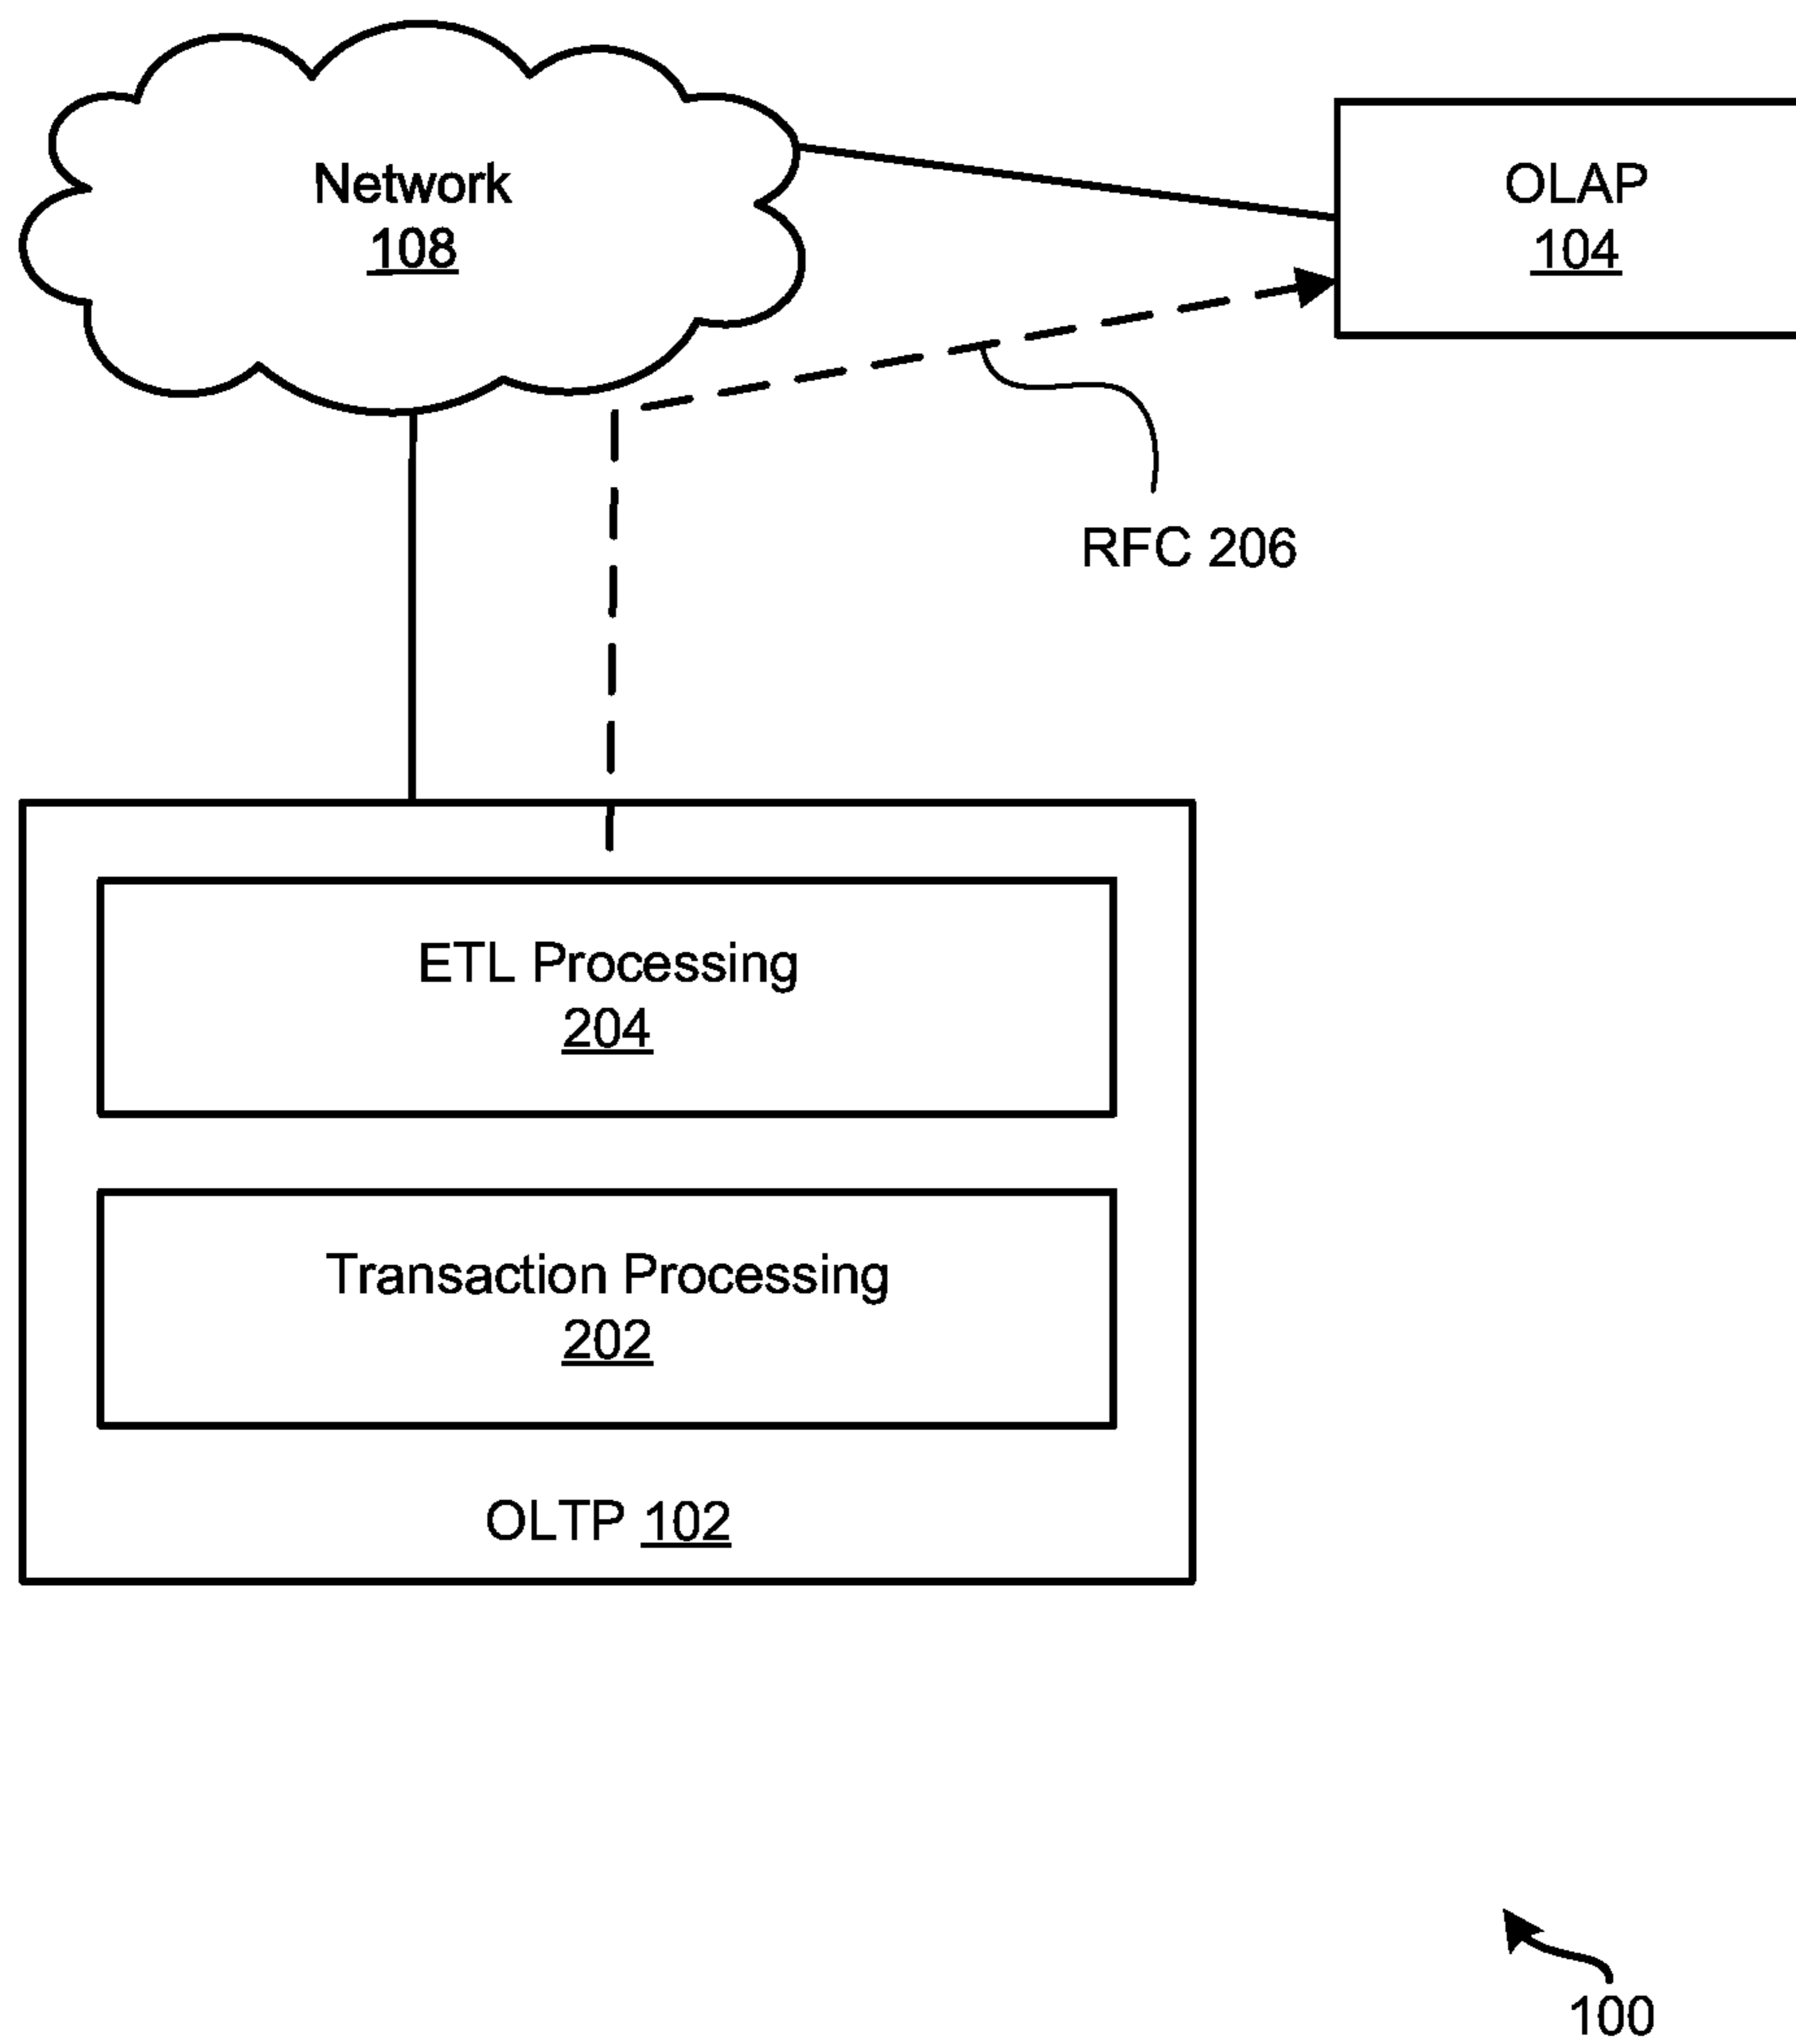 Network
108
OLAP
104
RFC 206
ETL Processing
204
Transaction Processing
202
OLTP 102
100